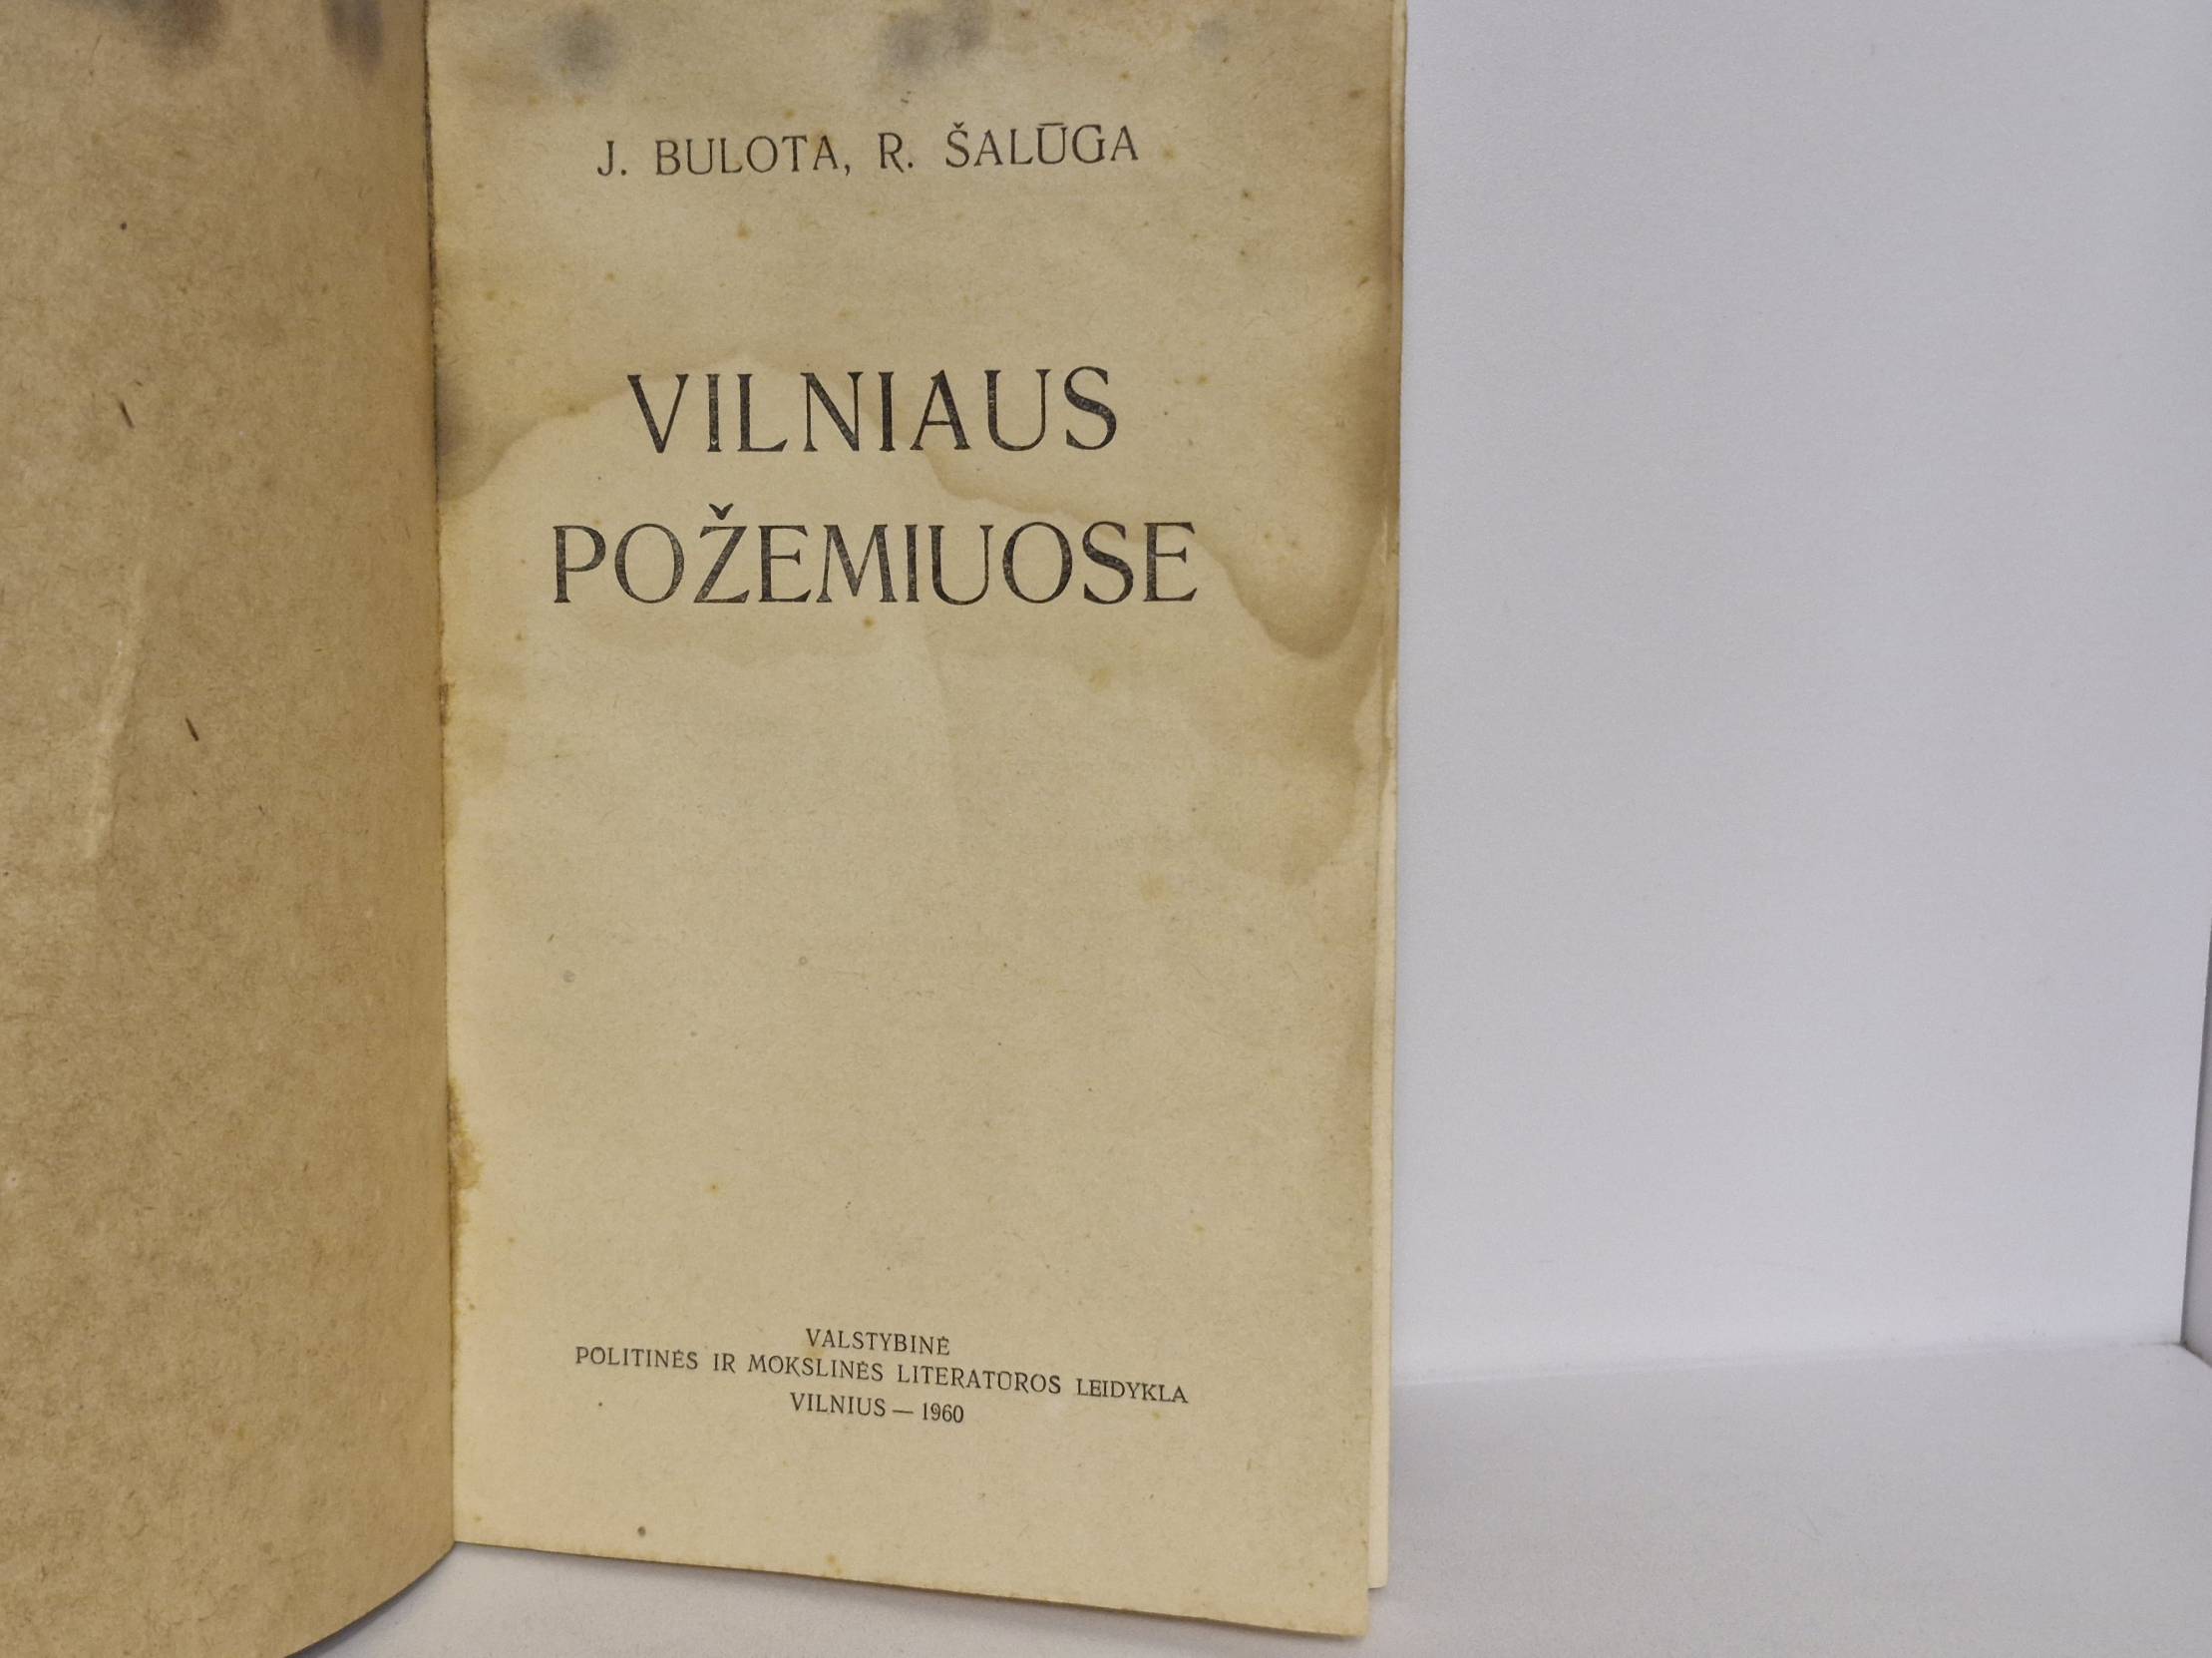 J. BULOTA, R. ŠALŪGA
VILNIAUS
POŽEMIUOSE
VALSTYBINĖ
POLITINĖS IR MOKSLINĖS LITERATŪROS LEIDYKLA
VILNIUS — 1960